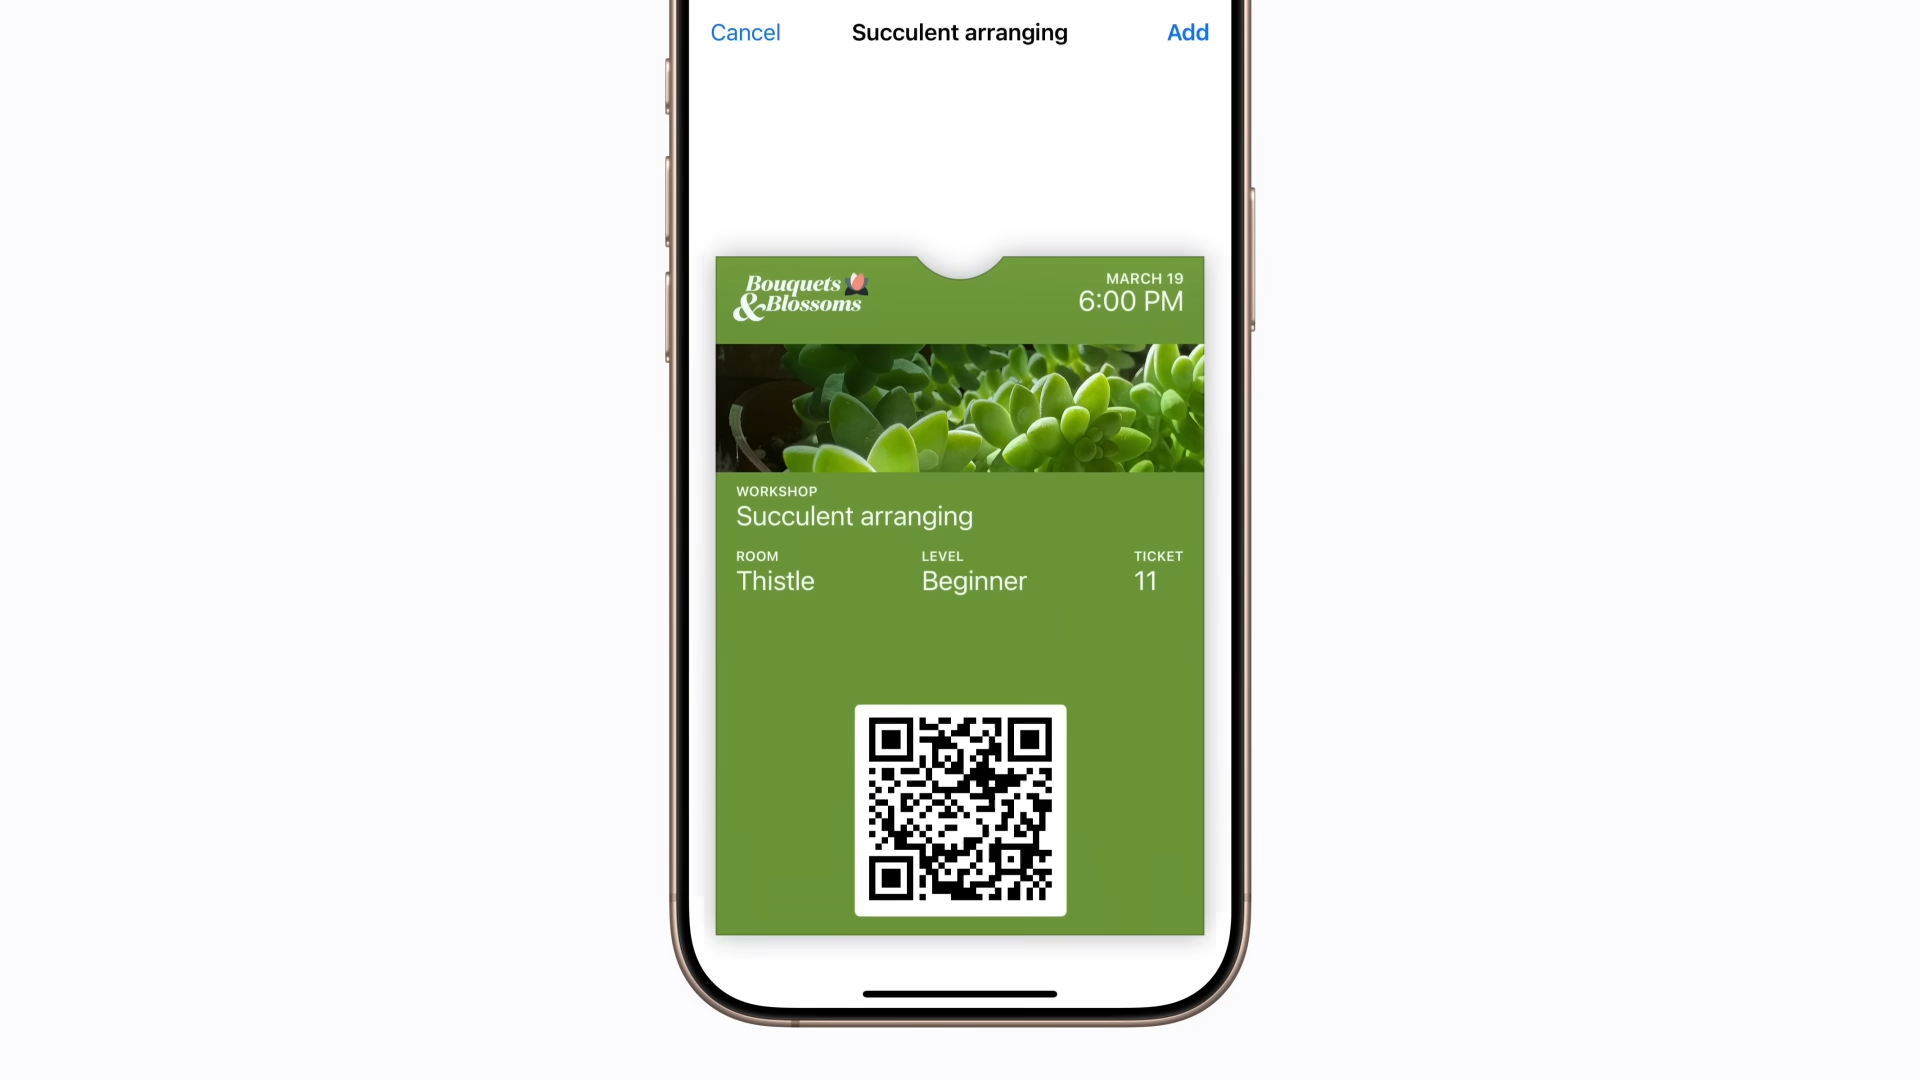 Cancel
Succulent arranging
Add
Bouquets
&Blossoms
MARCH 19
6:00 PM
WORKSHOP
Succulent arranging
ROOM
LEVEL
TICKET
Thistle
Beginner
11